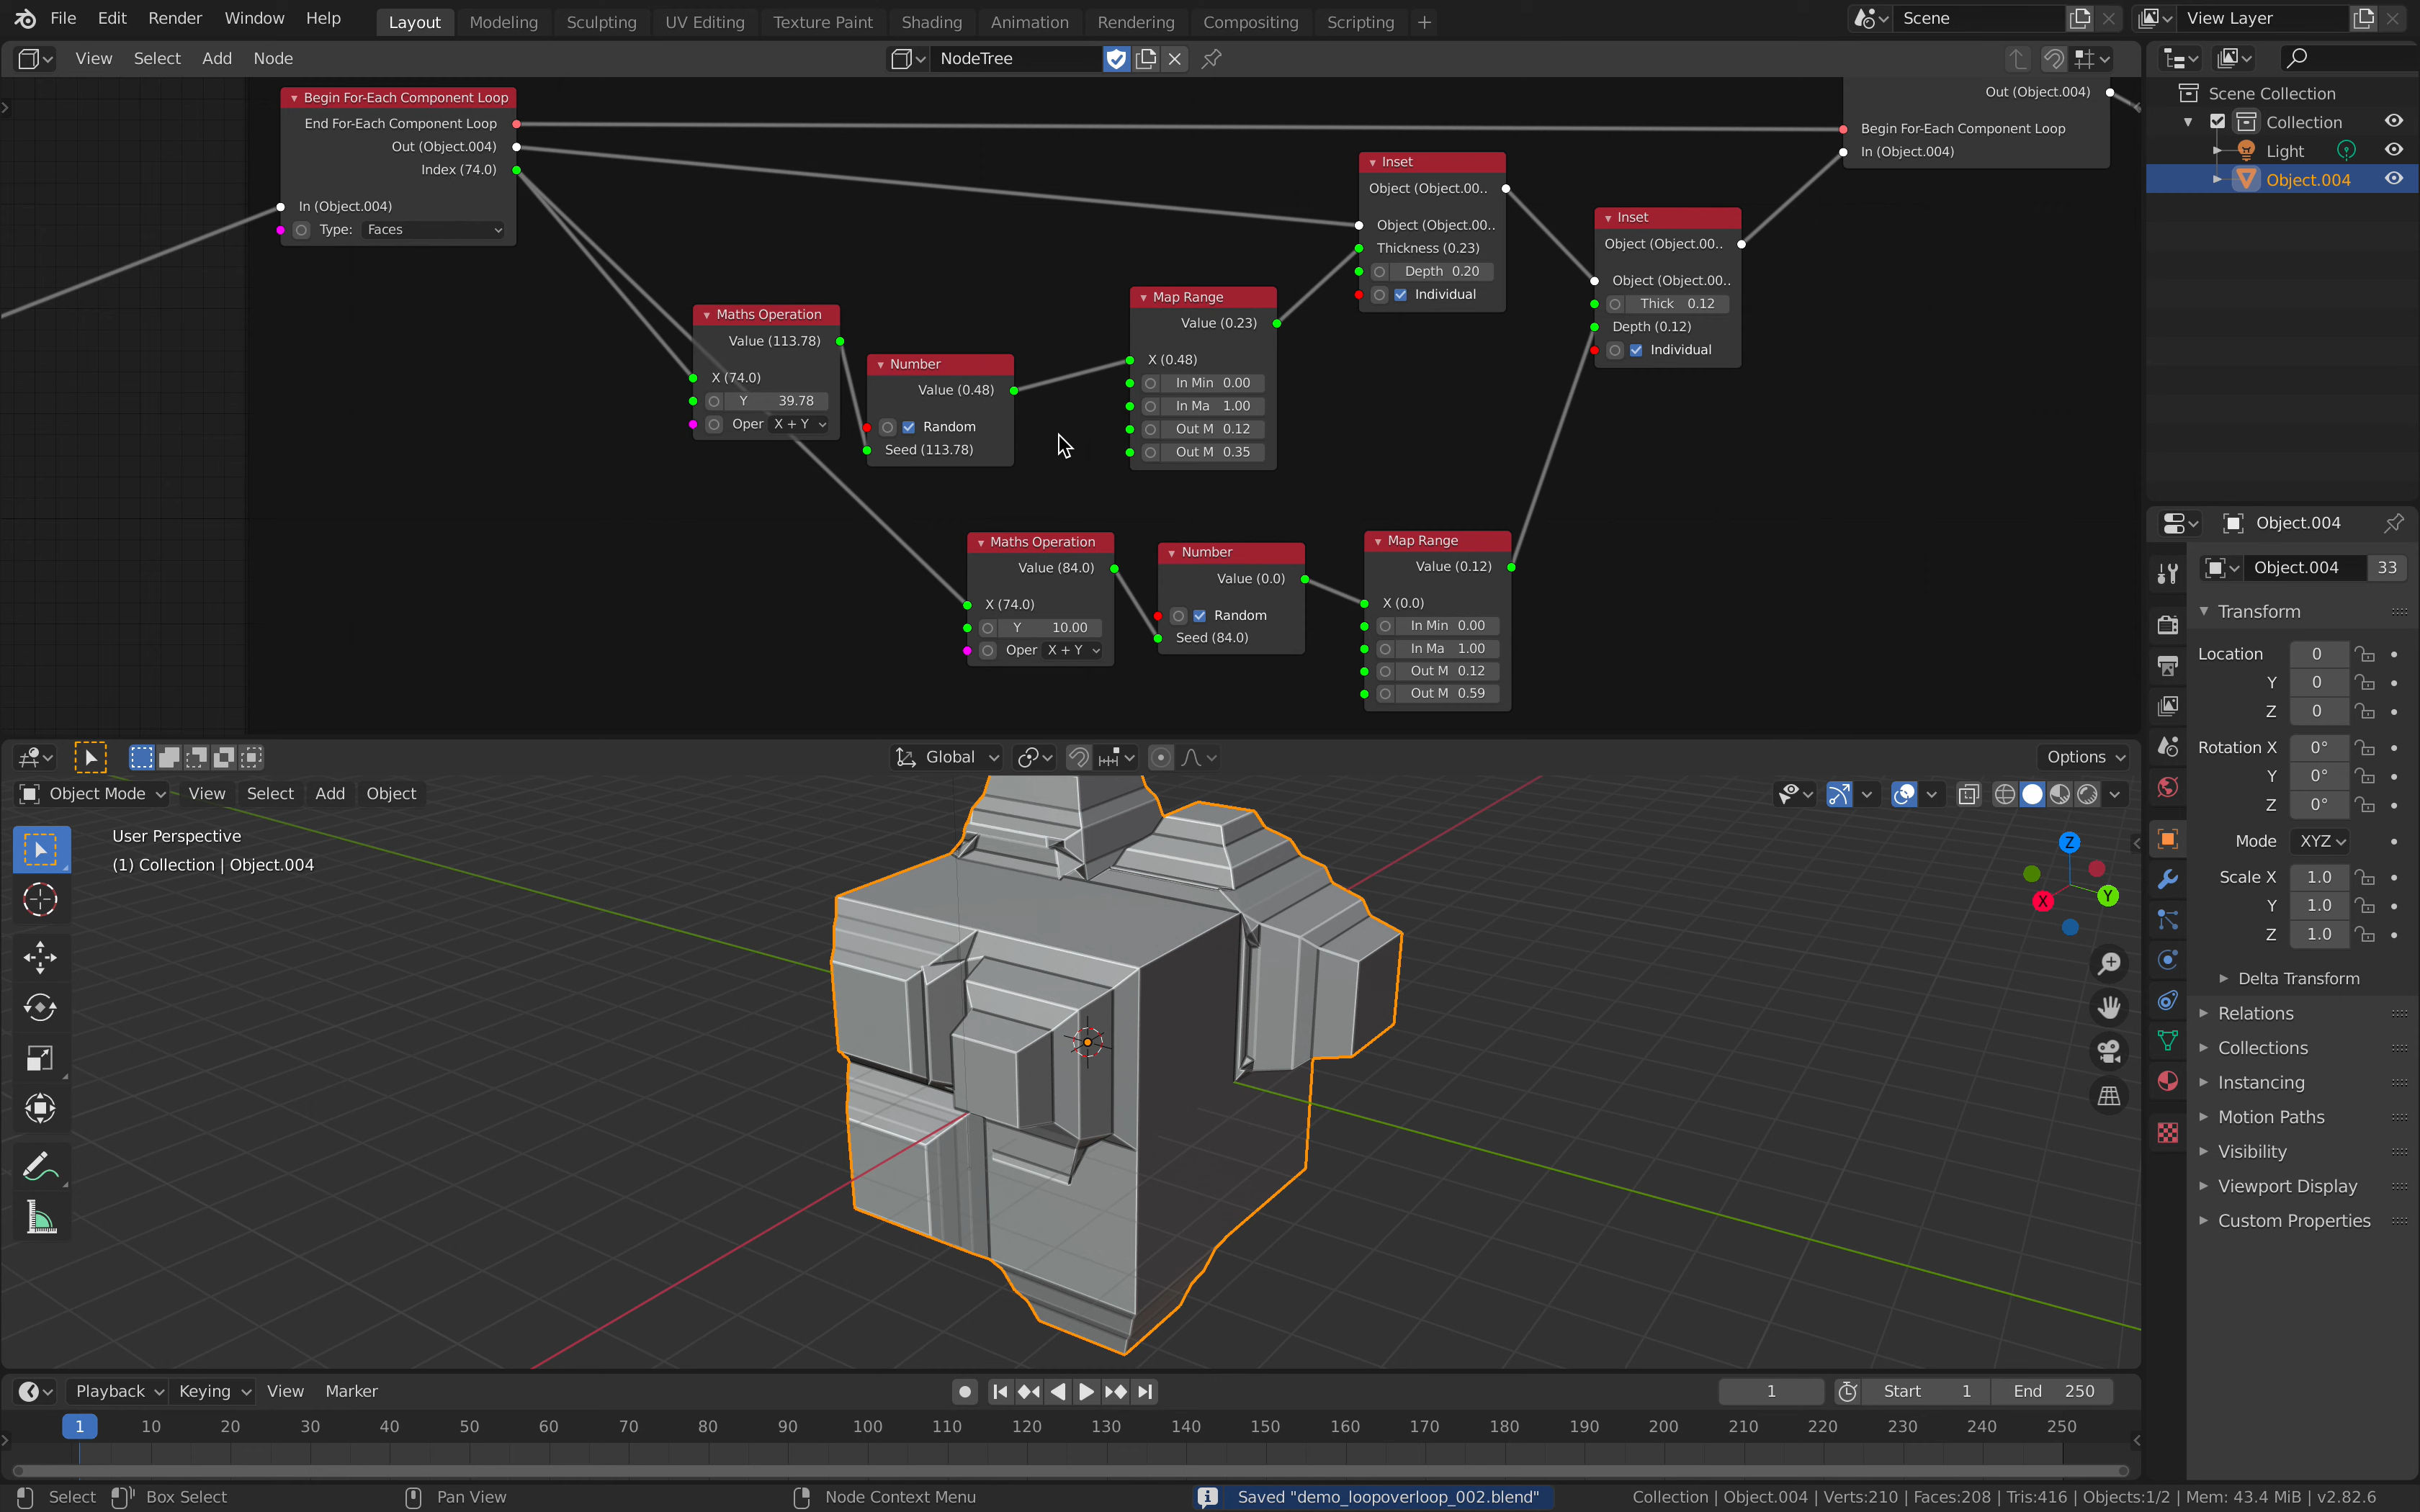 File Edit Render Window Help Layout Modeling Sculpting UV Editing Texture Paint Shading Animation Rendering Compositing Scripting + Scene View Layer
View Select Add Node NodeTree
Begin For-Each Component Loop
End For-Each Component Loop
Out (Object.004)
Index (74.0)
In (Object.004)
Type: Faces
Maths Operation
Value (113.78)
X (74.0)
Y 39.78
Oper X + Y
Number
Value (0.48)
Random
Seed (113.78)
Map Range
Value (0.23)
X (0.48)
In Min 0.00
In Ma 1.00
Out M 0.12
Out M 0.35
Inset
Object (Object.00..
Object (Object.00..
Thickness (0.23)
Depth 0.20
Individual
Inset
Object (Object.00..
Object (Object.00..
Thick 0.12
Depth (0.12)
Individual
Out (Object.004)
Begin For-Each Component Loop
In (Object.004)
Maths Operation
Value (84.0)
X (74.0)
Y 10.00
Oper X + Y
Number
Value (0.0)
Random
Seed (84.0)
Map Range
Value (0.12)
X (0.0)
In Min 0.00
In Ma 1.00
Out M 0.12
Out M 0.59
Scene Collection
Collection
Light
Object.004
Object.004
Object.004 33
Transform
Location 0
Y 0
Z 0
Rotation X 0°
Y 0°
Z 0°
Mode XYZ
Scale X 1.0
Y 1.0
Z 1.0
Delta Transform
Relations
Collections
Instancing
Motion Paths
Visibility
Viewport Display
Custom Properties
Global Options
Object Mode View Select Add Object
User Perspective
(1) Collection | Object.004
Z
X Y
Playback Keying View Marker 1 Start 1 End 250
1 10 20 30 40 50 60 70 80 90 100 110 120 130 140 150 160 170 180 190 200 210 220 230 240 250
Select Box Select Pan View Node Context Menu Saved "demo_loopoverloop_002.blend" Collection | Object.004 | Verts:210 | Faces:208 | Tris:416 | Objects:1/2 | Mem: 43.4 MiB | v2.82.6